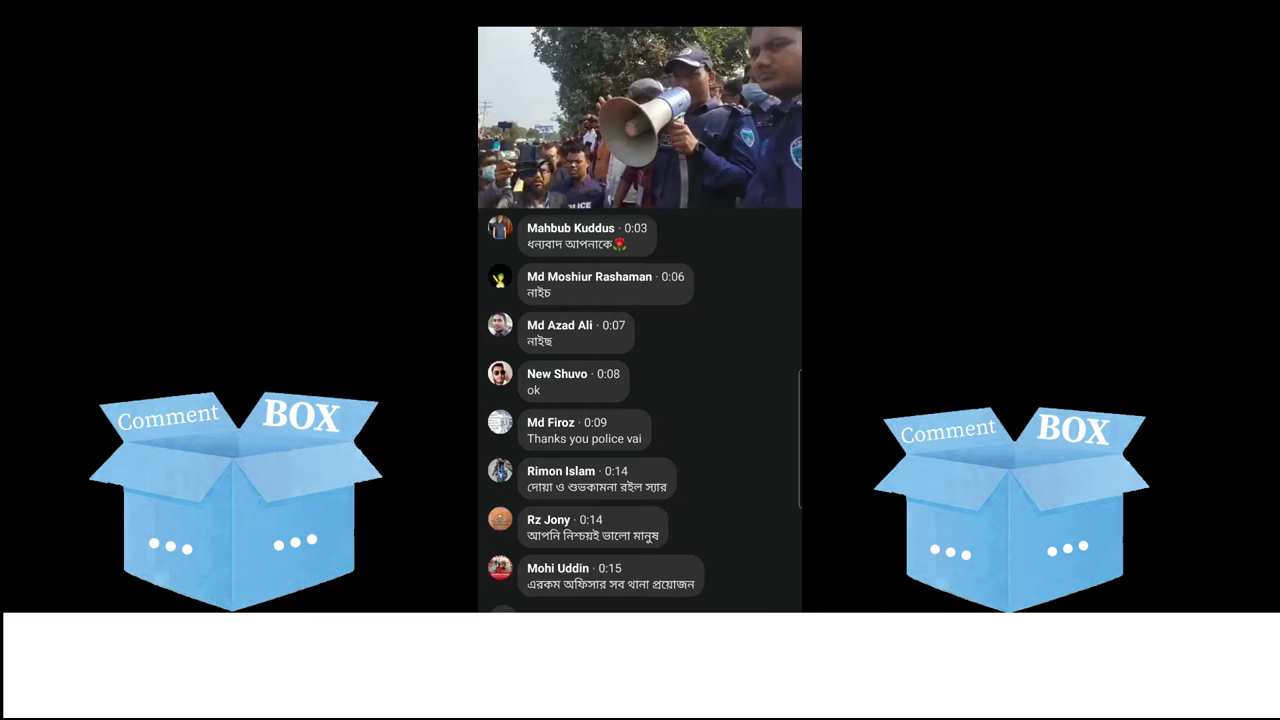 LICE
Mahbub Kuddus · 0:03
ধন্যবাদ আপনাকে🌹
Md Moshiur Rashaman · 0:06
নাইচ
Md Azad Ali · 0:07
নাইছ
New Shuvo · 0:08
ok
Md Firoz · 0:09
Thanks you police vai
Rimon Islam · 0:14
দোয়া ও শুভকামনা রইল স্যার
Rz Jony · 0:14
আপনি নিশ্চয়ই ভালো মানুষ
Mohi Uddin · 0:15
এরকম অফিসার সব থানা প্রয়োজন
Comment BOX
Comment BOX